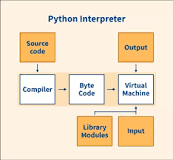 Python Interpreter
Source
code
Output
Compiler
Byte
Code
Virtual
Machine
Library
Modules
Input